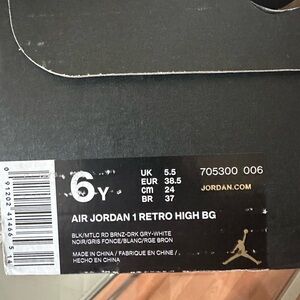 6Y
UK 5.5
EUR 38.5
cm 24
BR 37
705300 006
JORDAN.COM
AIR JORDAN 1 RETRO HIGH BG
BLK/MTLC RD BRNZ-DRK GRY-WHITE
NOIR/GRIS FONCE/BLANC/RGE BRON
MADE IN CHINA / FABRIQUE EN CHINE /
HECHO EN CHINA